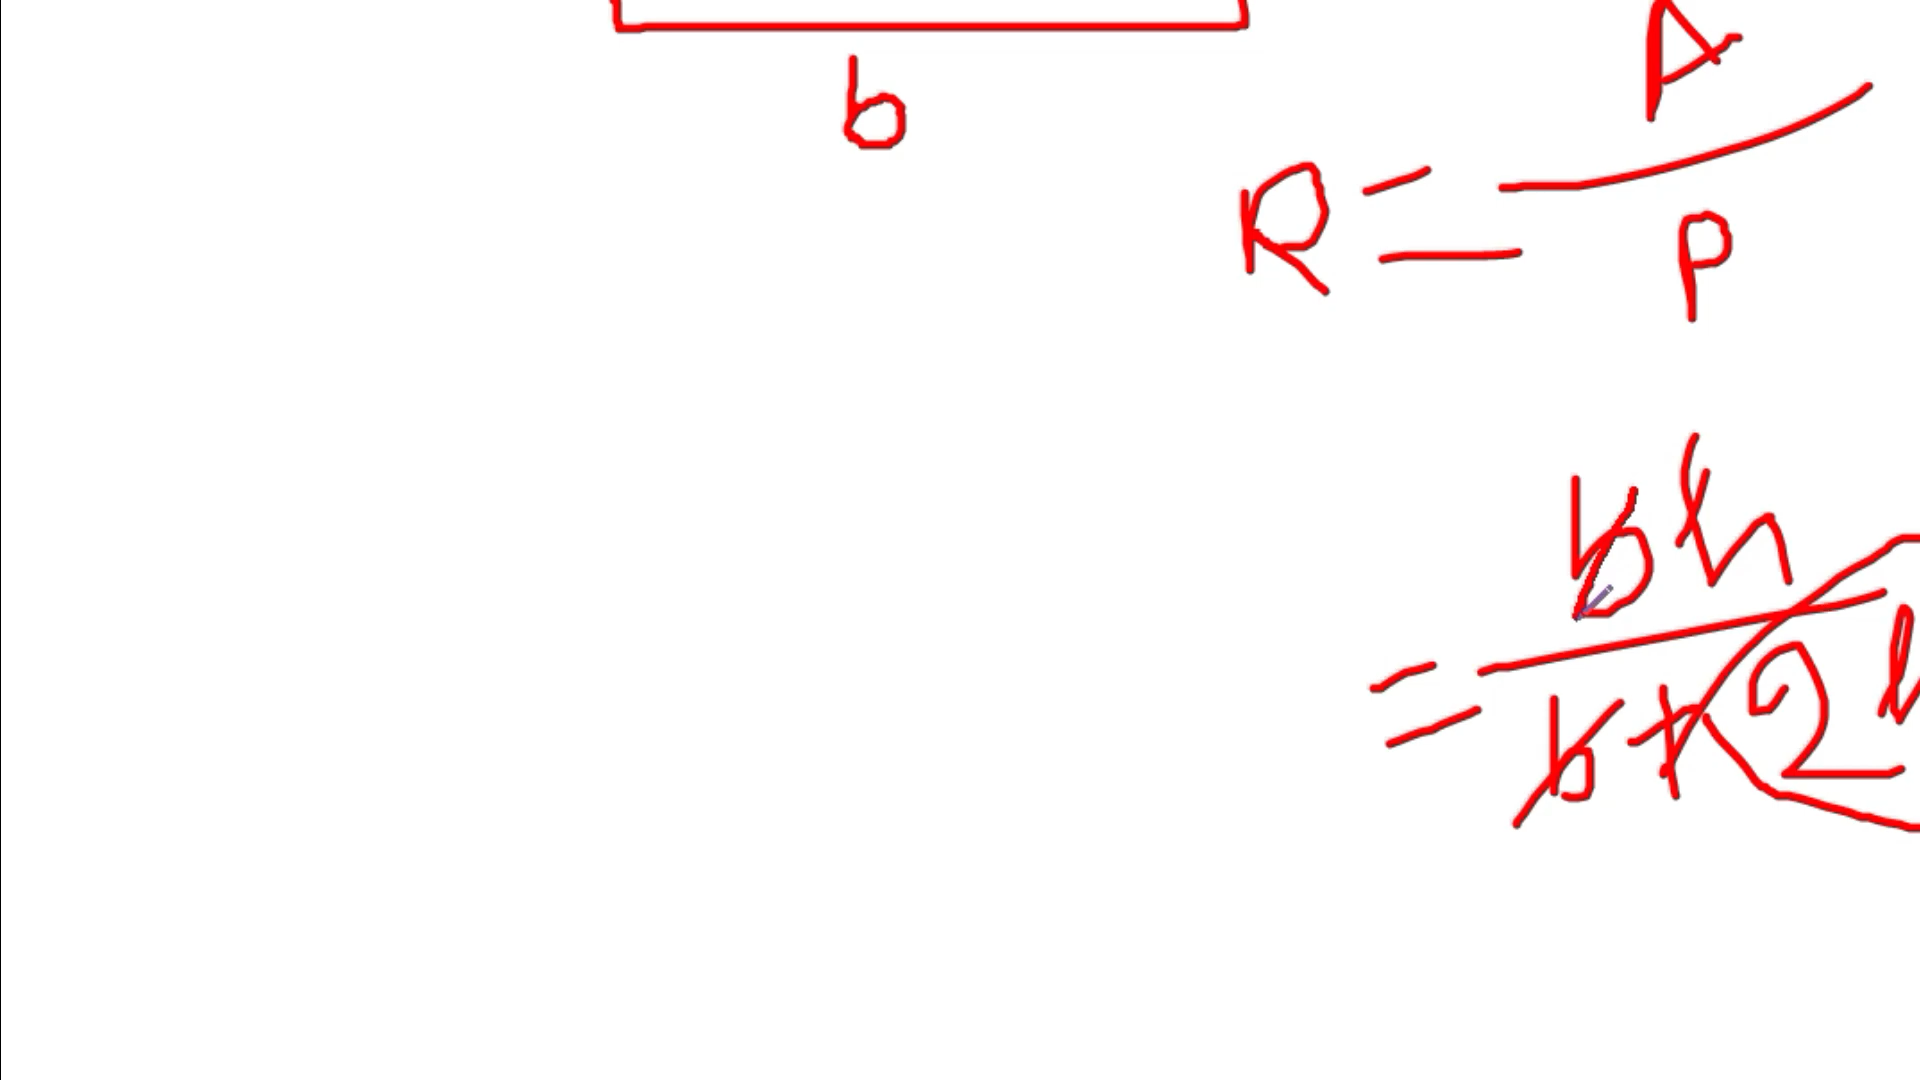 b
R = A / P
= bh / b+2h